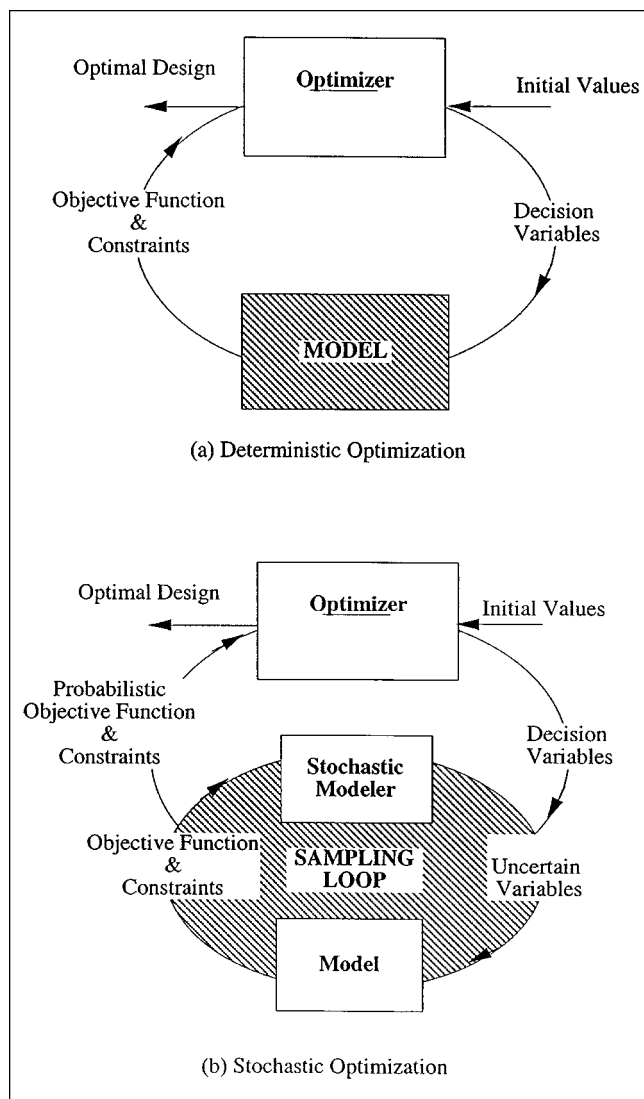 Optimal Design
Optimizer
Initial Values
Objective Function
&
Constraints
Decision
Variables
MODEL
(a) Deterministic Optimization
Optimal Design
Optimizer
Initial Values
Probabilistic
Objective Function
&
Constraints
Decision
Variables
Stochastic
Modeler
Objective Function
&
Constraints
SAMPLING
LOOP
Uncertain
Variables
Model
(b) Stochastic Optimization